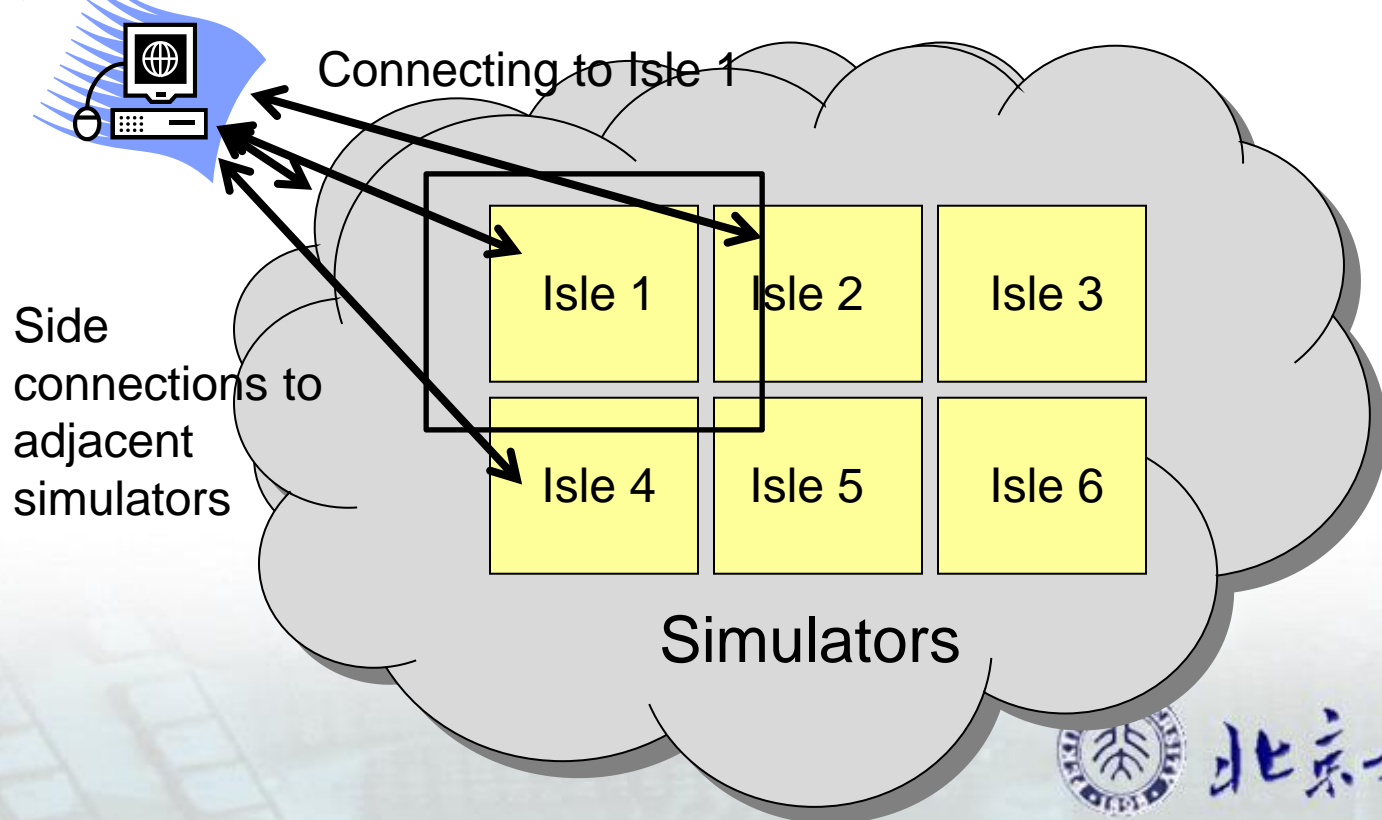 Connecting to Isle 1
Side
connections to
adjacent
simulators
Isle 1
Isle 2
Isle 3
Isle 4
Isle 5
Isle 6
Simulators
北京